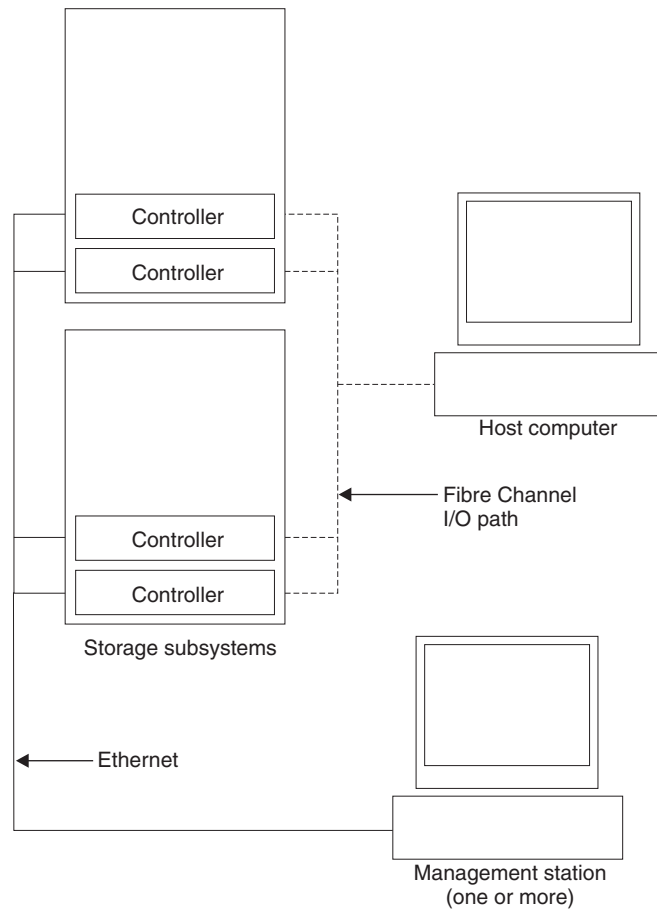 Controller
Controller
Host computer
Fibre Channel
I/O path
Controller
Controller
Storage subsystems
Ethernet
Management station
(one or more)